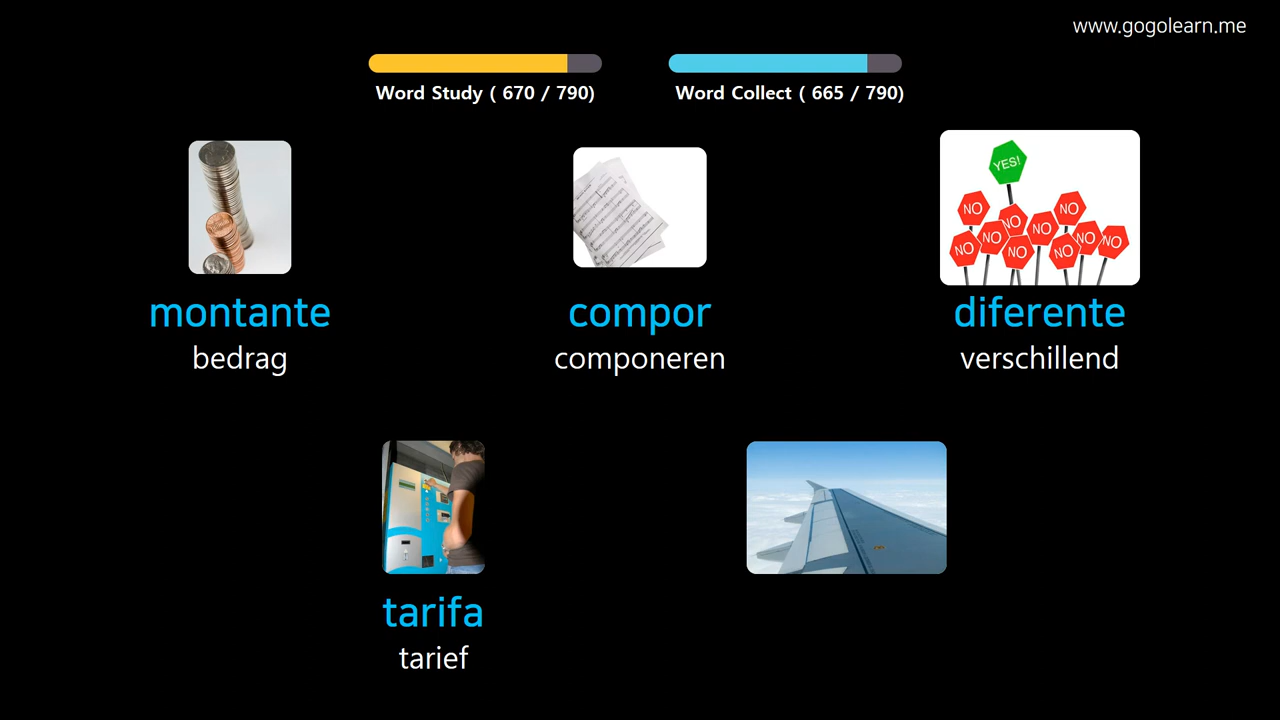 www.gogolearn.me
Word Study ( 670 / 790)
Word Collect ( 665 / 790)
YES!
NO
NO
NO
NO
NO
NO
NO
NO
NO
NO
montante
bedrag
compor
componeren
diferente
verschillend
tarifa
tarief